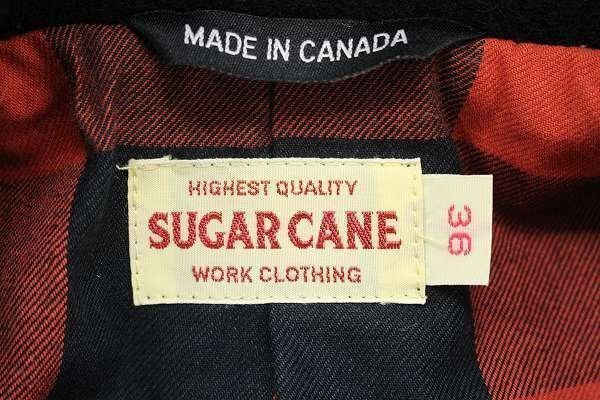 MADE IN CANADA
HIGHEST QUALITY
SUGAR CANE
WORK CLOTHING
36